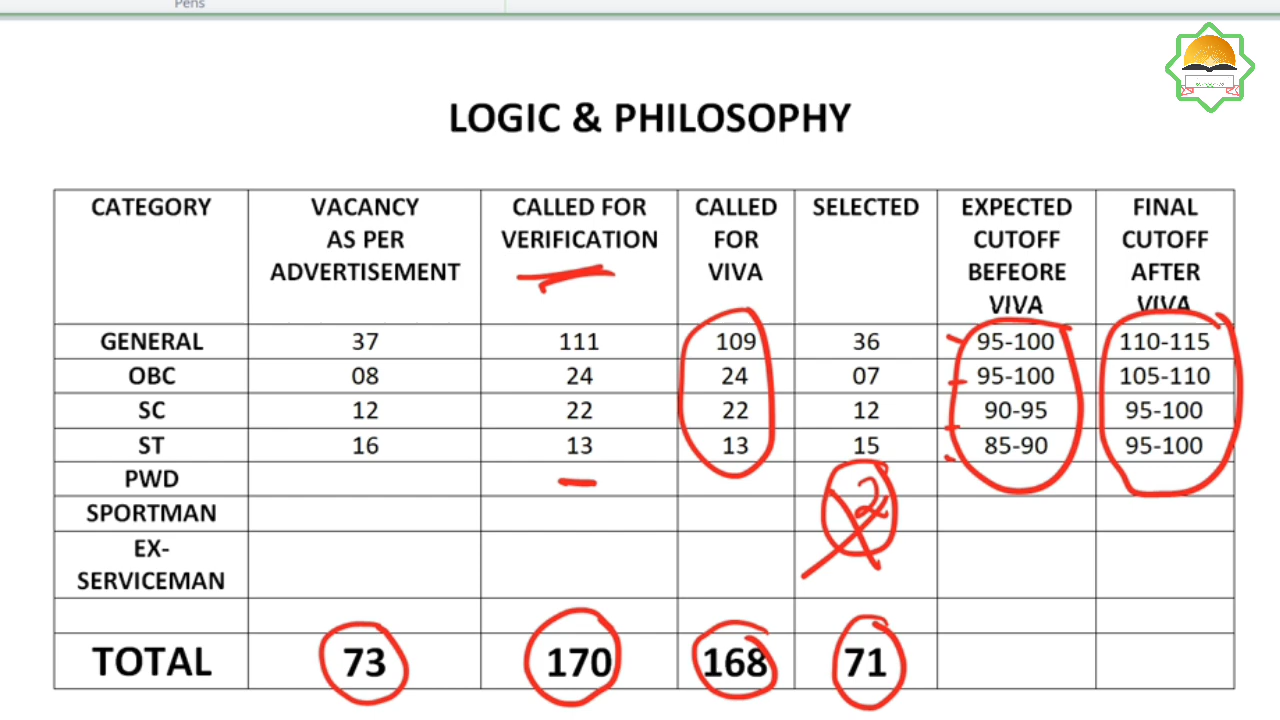 Pens
LOGIC & PHILOSOPHY
CATEGORY VACANCY AS PER ADVERTISEMENT CALLED FOR VERIFICATION CALLED FOR VIVA SELECTED EXPECTED CUTOFF BEFEORE VIVA FINAL CUTOFF AFTER VIVA
GENERAL 37 111 109 36 95-100 110-115
OBC 08 24 24 07 95-100 105-110
SC 12 22 22 12 90-95 95-100
ST 16 13 13 15 85-90 95-100
PWD
2
SPORTMAN
EX-
SERVICEMAN
TOTAL 73 170 168 71